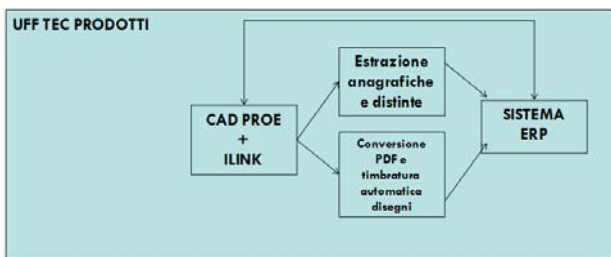 UFF TEC PRODOTTI
Estrazione
anagrafiche
e distinte
CAD PROE
+
ILINK
SISTEMA
ERP
Conversione
PDF e
timbratura
automatica
disegni